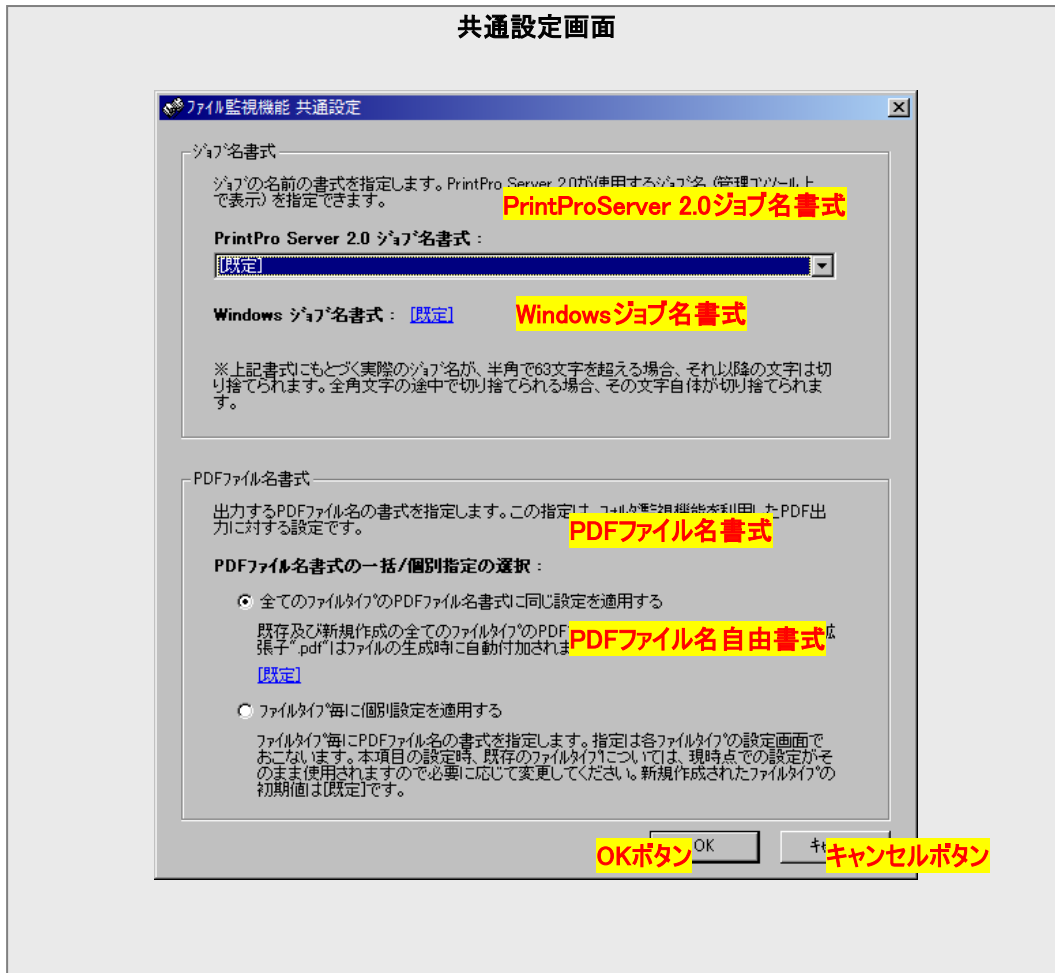 共通設定画面
ファイル監視機能 共通設定
ジョブ名書式
ジョブの名前の書式を指定します。PrintPro Server 2.0が使用するジョブ名 (管理コンソール上
で表示) を指定できます。
PrintProServer 2.0ジョブ名書式
PrintPro Server 2.0 ジョブ名書式 :
[既定]
Windows ジョブ名書式 : [既定]
Windowsジョブ名書式
※上記書式にもとづく実際のジョブ名が、半角で63文字を超える場合、それ以降の文字は切
り捨てられます。全角文字の途中で切り捨てられる場合、その文字自体が切り捨てられま
す。
PDFファイル名書式
出力するPDFファイル名の書式を指定します。この指定は、フォルダ監視機能を利用したPDF出
力に対する設定です。
PDFファイル名書式
PDFファイル名書式の一括/個別指定の選択 :
全てのファイルタイプのPDFファイル名書式に同じ設定を適用する
既存及び新規作成の全てのファイルタイプのPDF 拡
張子".pdf"はファイルの生成時に自動付加されま
PDFファイル名自由書式
[既定]
ファイルタイプ毎に個別設定を適用する
ファイルタイプ毎にPDFファイル名の書式を指定します。指定は各ファイルタイプの設定画面で
おこないます。本項目の設定時、既存のファイルタイプについては、現時点での設定がそ
のまま使用されますので必要に応じて変更してください。新規作成されたファイルタイプの
初期値は[既定]です。
OKボタン
OK
キャンセルボタン